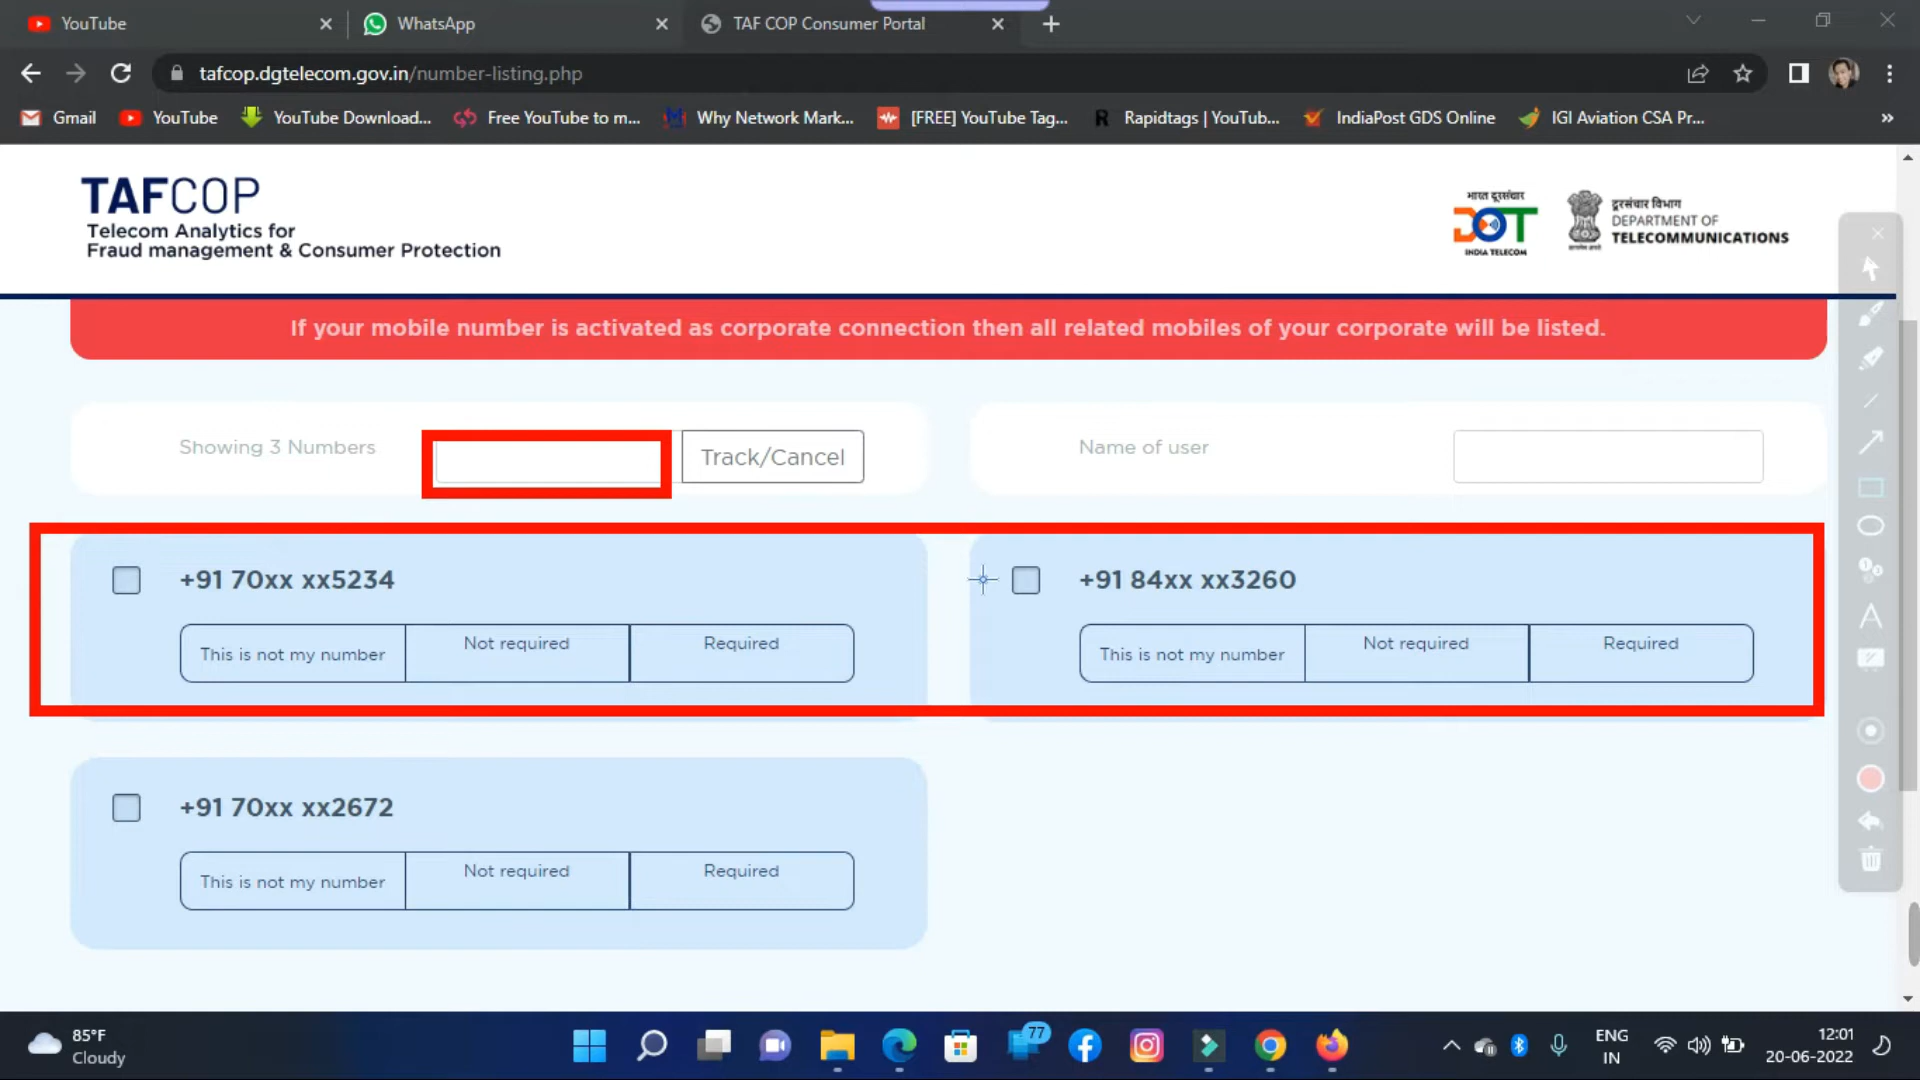 YouTube
WhatsApp
TAF COP Consumer Portal
tafcop.dgtelecom.gov.in/number-listing.php
Gmail
YouTube
YouTube Download...
Free YouTube to m...
Why Network Mark...
[FREE] YouTube Tag...
Rapidtags | YouTub...
IndiaPost GDS Online
IGI Aviation CSA Pr...
TAFCOP
Telecom Analytics for
Fraud management & Consumer Protection
भारत दूरसंचार
DOT
INDIA TELECOM
दूरसंचार विभाग
DEPARTMENT OF
TELECOMMUNICATIONS
If your mobile number is activated as corporate connection then all related mobiles of your corporate will be listed.
Showing 3 Numbers
Track/Cancel
Name of user
+91 70xx xx5234
This is not my number
Not required
Required
+91 84xx xx3260
This is not my number
Not required
Required
+91 70xx xx2672
This is not my number
Not required
Required
85°F
Cloudy
77
ENG
IN
12:01
20-06-2022